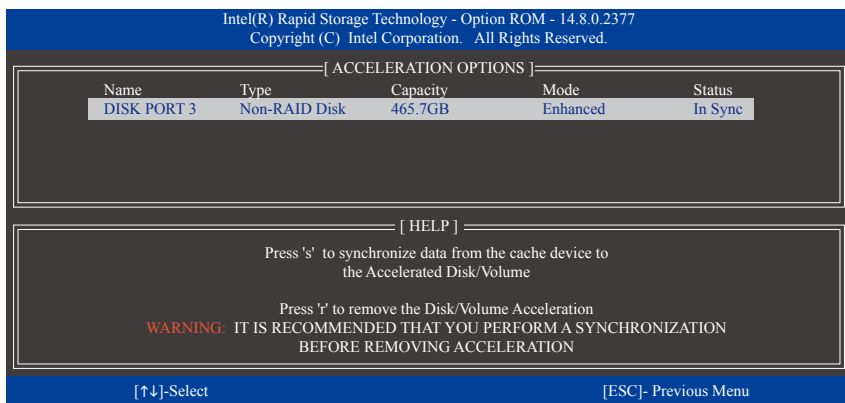 Intel(R) Rapid Storage Technology - Option ROM - 14.8.0.2377
Copyright (C) Intel Corporation. All Rights Reserved.
[ ACCELERATION OPTIONS ]
Name Type Capacity Mode Status
DISK PORT 3 Non-RAID Disk 465.7GB Enhanced In Sync
[ HELP ]
Press 's' to synchronize data from the cache device to
the Accelerated Disk/Volume
Press 'r' to remove the Disk/Volume Acceleration
WARNING: IT IS RECOMMENDED THAT YOU PERFORM A SYNCHRONIZATION
BEFORE REMOVING ACCELERATION
[↑↓]-Select [ESC]- Previous Menu